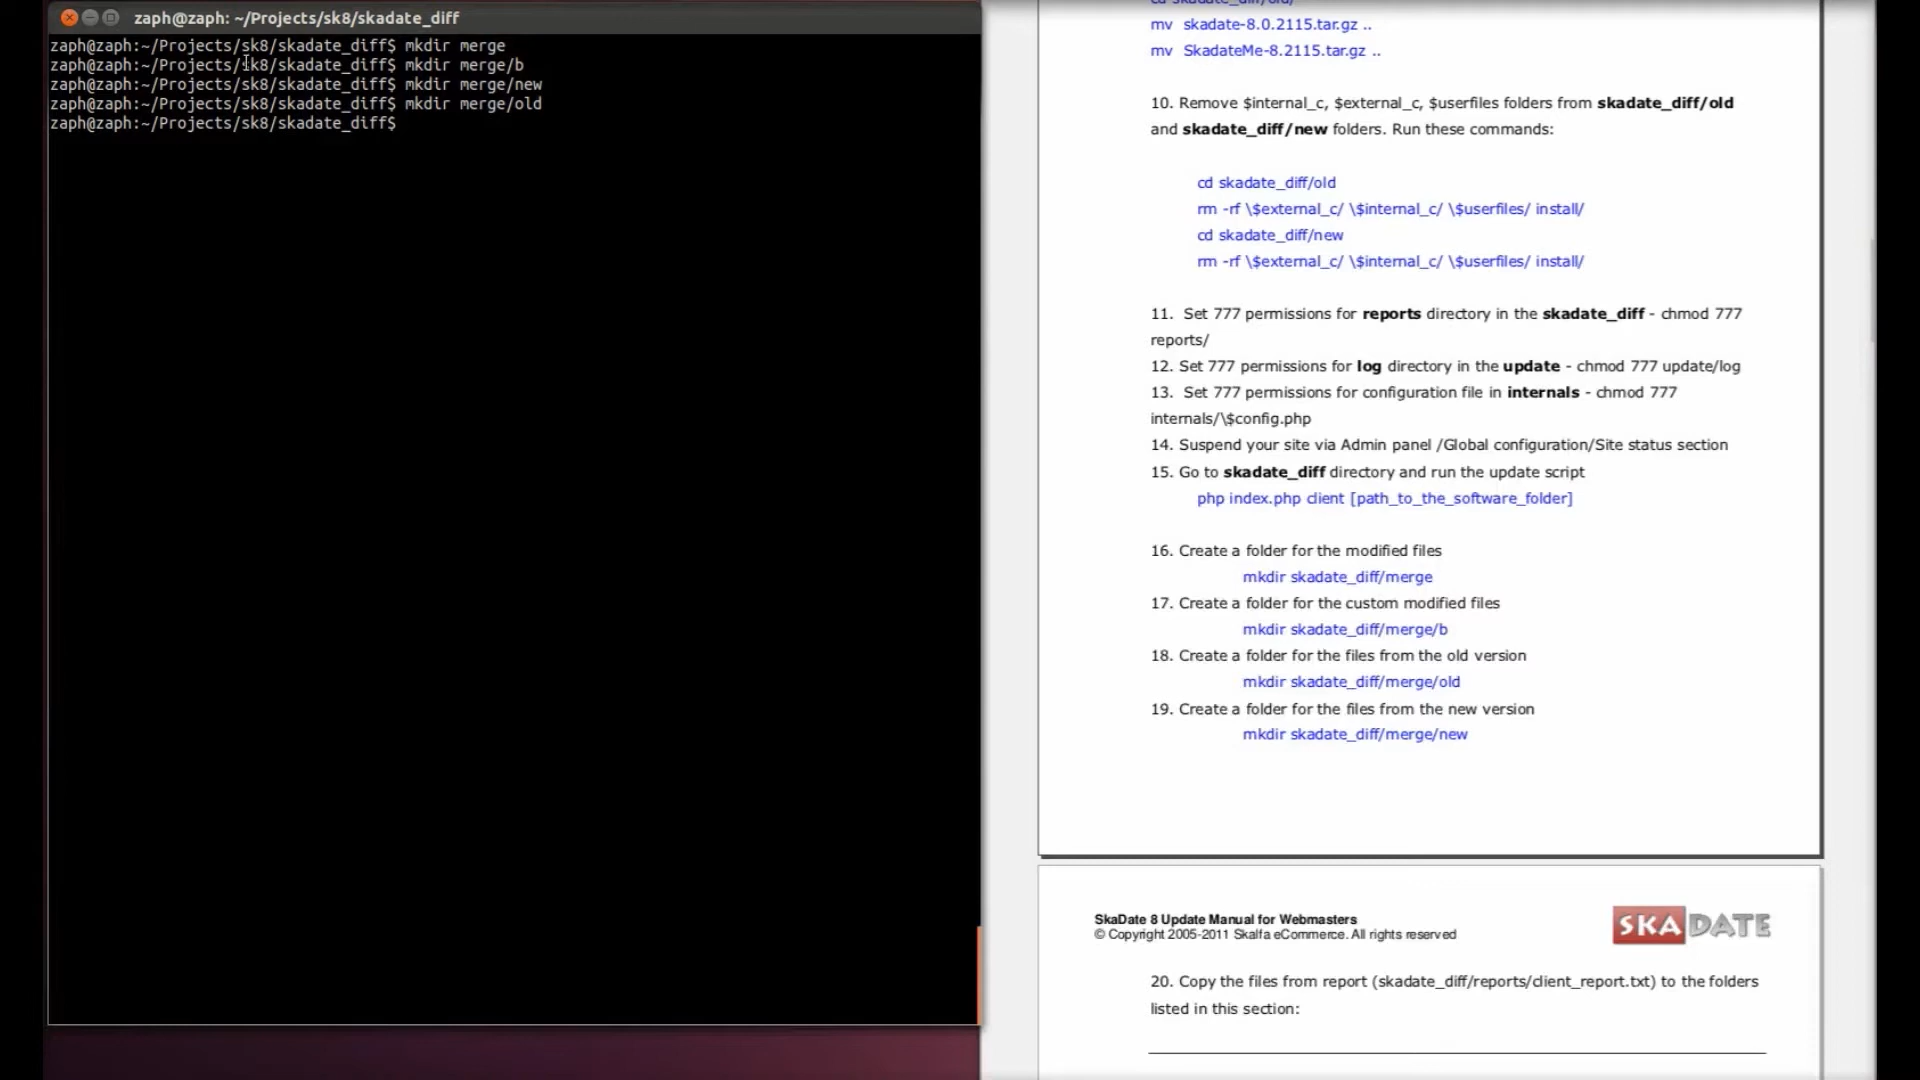 zaph@zaph: ~/Projects/sk8/skadate_diff
zaph@zaph:~/Projects/sk8/skadate_diff$ mkdir merge
zaph@zaph:~/Projects/sk8/skadate_diff$ mkdir merge/b
zaph@zaph:~/Projects/sk8/skadate_diff$ mkdir merge/new
zaph@zaph:~/Projects/sk8/skadate_diff$ mkdir merge/old
zaph@zaph:~/Projects/sk8/skadate_diff$
cd skadate_diff/old/
mv skadate-8.0.2115.tar.gz ..
mv SkadateMe-8.2115.tar.gz ..
10. Remove $internal_c, $external_c, $userfiles folders from skadate_diff/old
and skadate_diff/new folders. Run these commands:
cd skadate_diff/old
rm -rf \$external_c/ \$internal_c/ \$userfiles/ install/
cd skadate_diff/new
rm -rf \$external_c/ \$internal_c/ \$userfiles/ install/
11. Set 777 permissions for reports directory in the skadate_diff - chmod 777
reports/
12. Set 777 permissions for log directory in the update - chmod 777 update/log
13. Set 777 permissions for configuration file in internals - chmod 777
internals/\$config.php
14. Suspend your site via Admin panel /Global configuration/Site status section
15. Go to skadate_diff directory and run the update script
php index.php client [path_to_the_software_folder]
16. Create a folder for the modified files
mkdir skadate_diff/merge
17. Create a folder for the custom modified files
mkdir skadate_diff/merge/b
18. Create a folder for the files from the old version
mkdir skadate_diff/merge/old
19. Create a folder for the files from the new version
mkdir skadate_diff/merge/new
SkaDate 8 Update Manual for Webmasters
© Copyright 2005-2011 Skalfa eCommerce. All rights reserved
SKADATE
20. Copy the files from report (skadate_diff/reports/client_report.txt) to the folders
listed in this section: